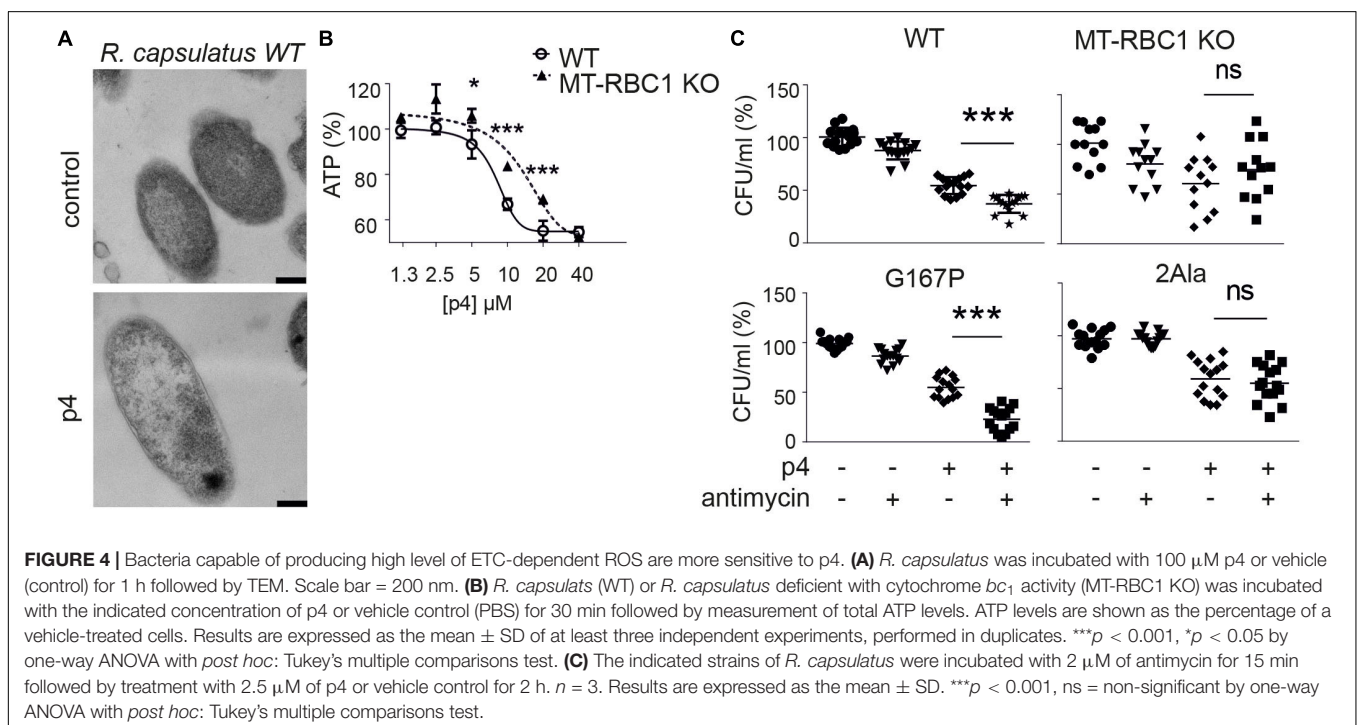 A
R. capsulatus WT
control
p4
B
WT
MT-RBC1 KO
ATP (%)
120
100
80
60
*
***
***
1.3 2.5 5 10 20 40
[p4] µM
C
WT
CFU/ml (%)
150
100
50
0
***
MT-RBC1 KO
ns
G167P
CFU/ml (%)
150
100
50
0
***
2Ala
ns
p4 - - + + - - + +
antimycin - + - + - + - +
FIGURE 4 | Bacteria capable of producing high level of ETC-dependent ROS are more sensitive to p4. (A) R. capsulatus was incubated with 100 µM p4 or vehicle
(control) for 1 h followed by TEM. Scale bar = 200 nm. (B) R. capsulats (WT) or R. capsulatus deficient with cytochrome bc1 activity (MT-RBC1 KO) was incubated
with the indicated concentration of p4 or vehicle control (PBS) for 30 min followed by measurement of total ATP levels. ATP levels are shown as the percentage of a
vehicle-treated cells. Results are expressed as the mean ± SD of at least three independent experiments, performed in duplicates. ***p < 0.001, *p < 0.05 by
one-way ANOVA with post hoc: Tukey's multiple comparisons test. (C) The indicated strains of R. capsulatus were incubated with 2 µM of antimycin for 15 min
followed by treatment with 2.5 µM of p4 or vehicle control for 2 h. n = 3. Results are expressed as the mean ± SD. ***p < 0.001, ns = non-significant by one-way
ANOVA with post hoc: Tukey's multiple comparisons test.